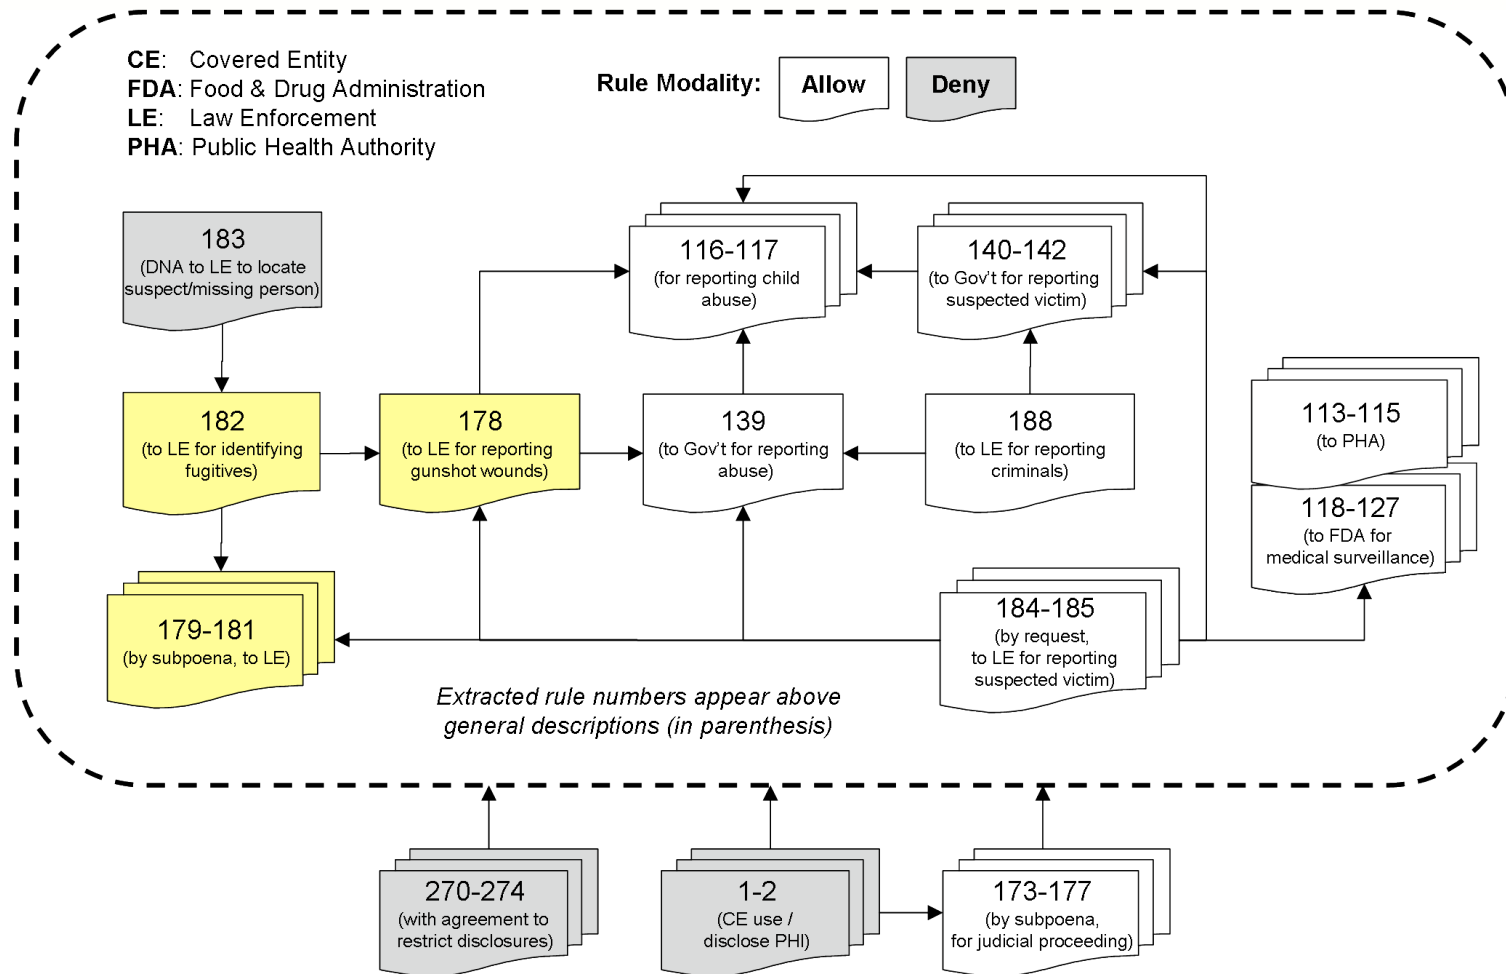 CE: Covered Entity
FDA: Food & Drug Administration
LE: Law Enforcement
PHA: Public Health Authority
Rule Modality: Allow Deny
183
(DNA to LE to locate
suspect/missing person)
116-117
(for reporting child
abuse)
140-142
(to Gov't for reporting
suspected victim)
182
(to LE for identifying
fugitives)
178
(to LE for reporting
gunshot wounds)
139
(to Gov't for reporting
abuse)
188
(to LE for reporting
criminals)
113-115
(to PHA)
118-127
(to FDA for
medical surveillance)
179-181
(by subpoena, to LE)
184-185
(by request,
to LE for reporting
suspected victim)
Extracted rule numbers appear above
general descriptions (in parenthesis)
270-274
(with agreement to
restrict disclosures)
1-2
(CE use /
disclose PHI)
173-177
(by subpoena,
for judicial proceeding)